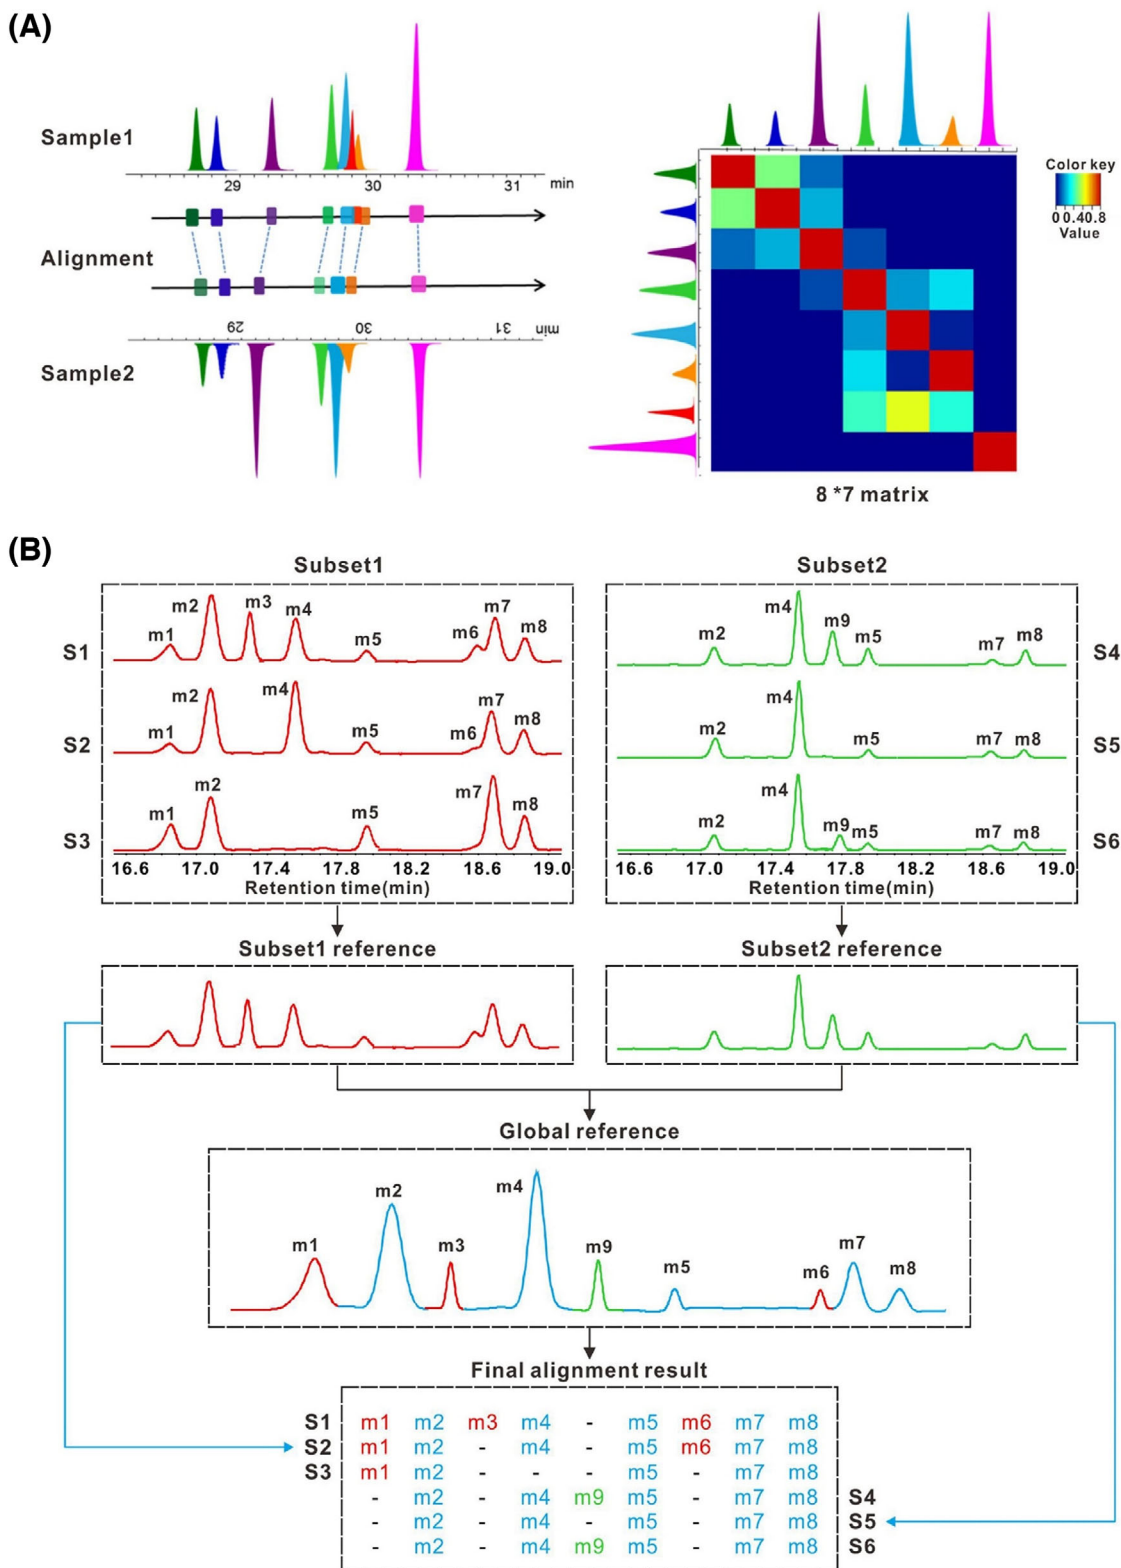 (A)
Sample1
29 30 31 min
Alignment
29 30 31 min
Sample2
Color key
0 0.40.8
Value
8 *7 matrix
(B)
Subset1
m1 m2 m3 m4 m5 m6 m7 m8
S1
m1 m2 m4 m5 m6 m7 m8
S2
m1 m2 m5 m7 m8
S3
16.6 17.0 17.4 17.8 18.2 18.6 19.0
Retention time(min)
Subset2
m2 m4 m9 m5 m7 m8
S4
m2 m4 m5 m7 m8
S5
m2 m4 m9 m5 m7 m8
S6
16.6 17.0 17.4 17.8 18.2 18.6 19.0
Retention time(min)
Subset1 reference
Subset2 reference
Global reference
m1 m2 m3 m4 m9 m5 m6 m7 m8
Final alignment result
S1 m1 m2 m3 m4 - m5 m6 m7 m8
S2 m1 m2 - m4 - m5 m6 m7 m8
S3 m1 m2 - - - m5 - m7 m8
- m2 - m4 m9 m5 - m7 m8 S4
- m2 - m4 - m5 - m7 m8 S5
- m2 - m4 m9 m5 - m7 m8 S6